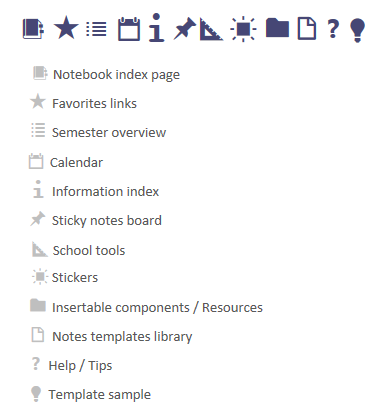 Notebook index page
Favorites links
Semester overview
Calendar
Information index
Sticky notes board
School tools
Stickers
Insertable components / Resources
Notes templates library
? Help / Tips
Template sample